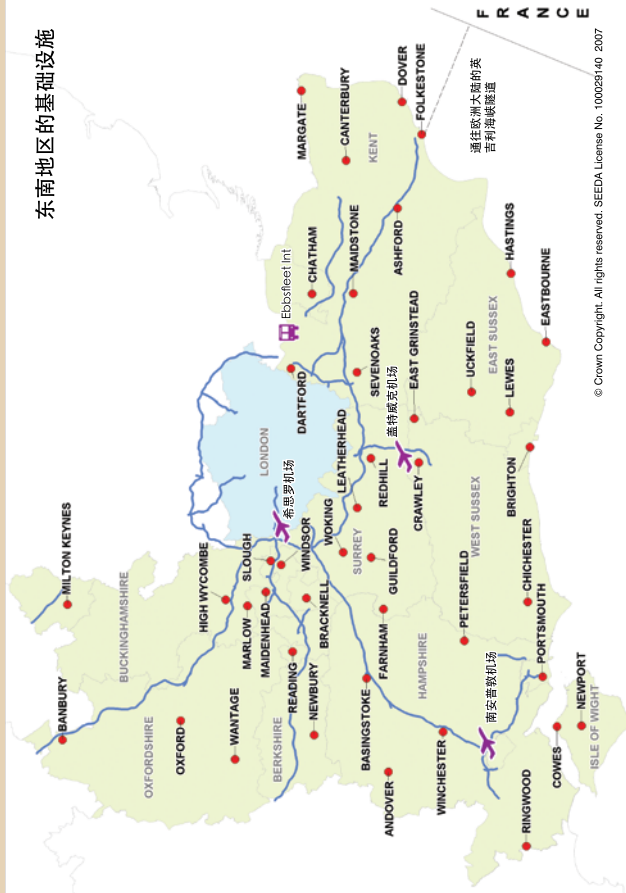 东南地区的基础设施
BANBURY
MILTON KEYNES
BUCKINGHAMSHIRE
OXFORDSHIRE
OXFORD
WANTAGE
HIGH WYCOMBE
MARLOW
SLOUGH
MAIDENHEAD
WINDSOR
BERKSHIRE
READING
NEWBURY
BRACKNELL
LONDON
希思罗机场
DARTFORD
Ebbsfleet Int
CHATHAM
MARGATE
CANTERBURY
KENT
DOVER
FOLKESTONE
MAIDSTONE
ASHFORD
SEVENOAKS
WOKING
LEATHERHEAD
SURREY
REDHILL
GUILDFORD
盖特威克机场
CRAWLEY
EAST GRINSTEAD
FARNHAM
BASINGSTOKE
ANDOVER
HAMPSHIRE
WINCHESTER
PETERSFIELD
WEST SUSSEX
UCKFIELD
EAST SUSSEX
HASTINGS
LEWES
EASTBOURNE
BRIGHTON
CHICHESTER
PORTSMOUTH
南安普敦机场
RINGWOOD
COWES
NEWPORT
ISLE OF WIGHT
通往欧洲大陆的英
吉利海峡隧道
FRANCE
© Crown Copyright. All rights reserved. SEEDA License No. 100029140 2007